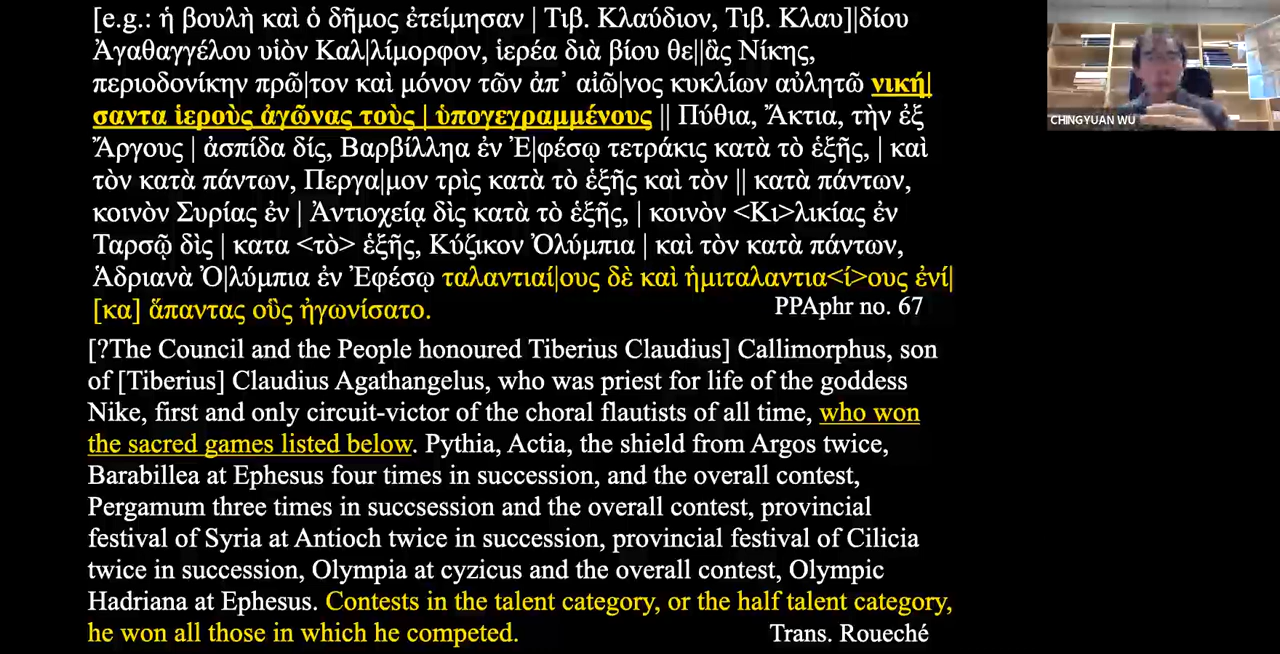 [e.g.: ἡ βουλὴ καὶ ὁ δῆμος ἐτείμησαν | Τιβ. Κλαύδιον, Τιβ. Κλαυ]|δίου
Ἀγαθαγγέλου υἱὸν Καλ|λίμορφον, ἱερέα διὰ βίου θε||ᾶς Νίκης,
περιοδονίκην πρῶ|τον καὶ μόνον τῶν ἀπ’ αἰῶ|νος κυκλίων αὐλητῶ νική|
σαντα ἱεροὺς ἀγῶνας τοὺς | ὑπογεγραμμένους || Πύθια, Ἄκτια, τὴν ἐξ
Ἄργους | ἀσπίδα δίς, Βαρβίλληα ἐν Ἐ|φέσῳ τετράκις κατὰ τὸ ἑξῆς, | καὶ
τὸν κατὰ πάντων, Περγα|μον τρὶς κατὰ τὸ ἑξῆς καὶ τὸν || κατὰ πάντων,
κοινὸν Συρίας ἐν | Ἀντιοχείᾳ δὶς κατὰ τὸ ἑξῆς, | κοινὸν <Κι>λικίας ἐν
Ταρσῷ δὶς | κατα <τὸ> ἑξῆς, Κύζικον Ὀλύμπια | καὶ τὸν κατὰ πάντων,
Ἁδριανὰ Ὀ|λύμπια ἐν Ἐφέσῳ ταλαντιαί|ους δὲ καὶ ἡμιταλαντια<ί>ους ἐνί|
[κα] ἅπαντας οὓς ἠγωνίσατο.
PPAphr no. 67
[?The Council and the People honoured Tiberius Claudius] Callimorphus, son
of [Tiberius] Claudius Agathangelus, who was priest for life of the goddess
Nike, first and only circuit-victor of the choral flautists of all time, who won
the sacred games listed below. Pythia, Actia, the shield from Argos twice,
Barabillea at Ephesus four times in succession, and the overall contest,
Pergamum three times in succsession and the overall contest, provincial
festival of Syria at Antioch twice in succession, provincial festival of Cilicia
twice in succession, Olympia at cyzicus and the overall contest, Olympic
Hadriana at Ephesus. Contests in the talent category, or the half talent category,
he won all those in which he competed.
Trans. Roueché
CHINGYUAN WU